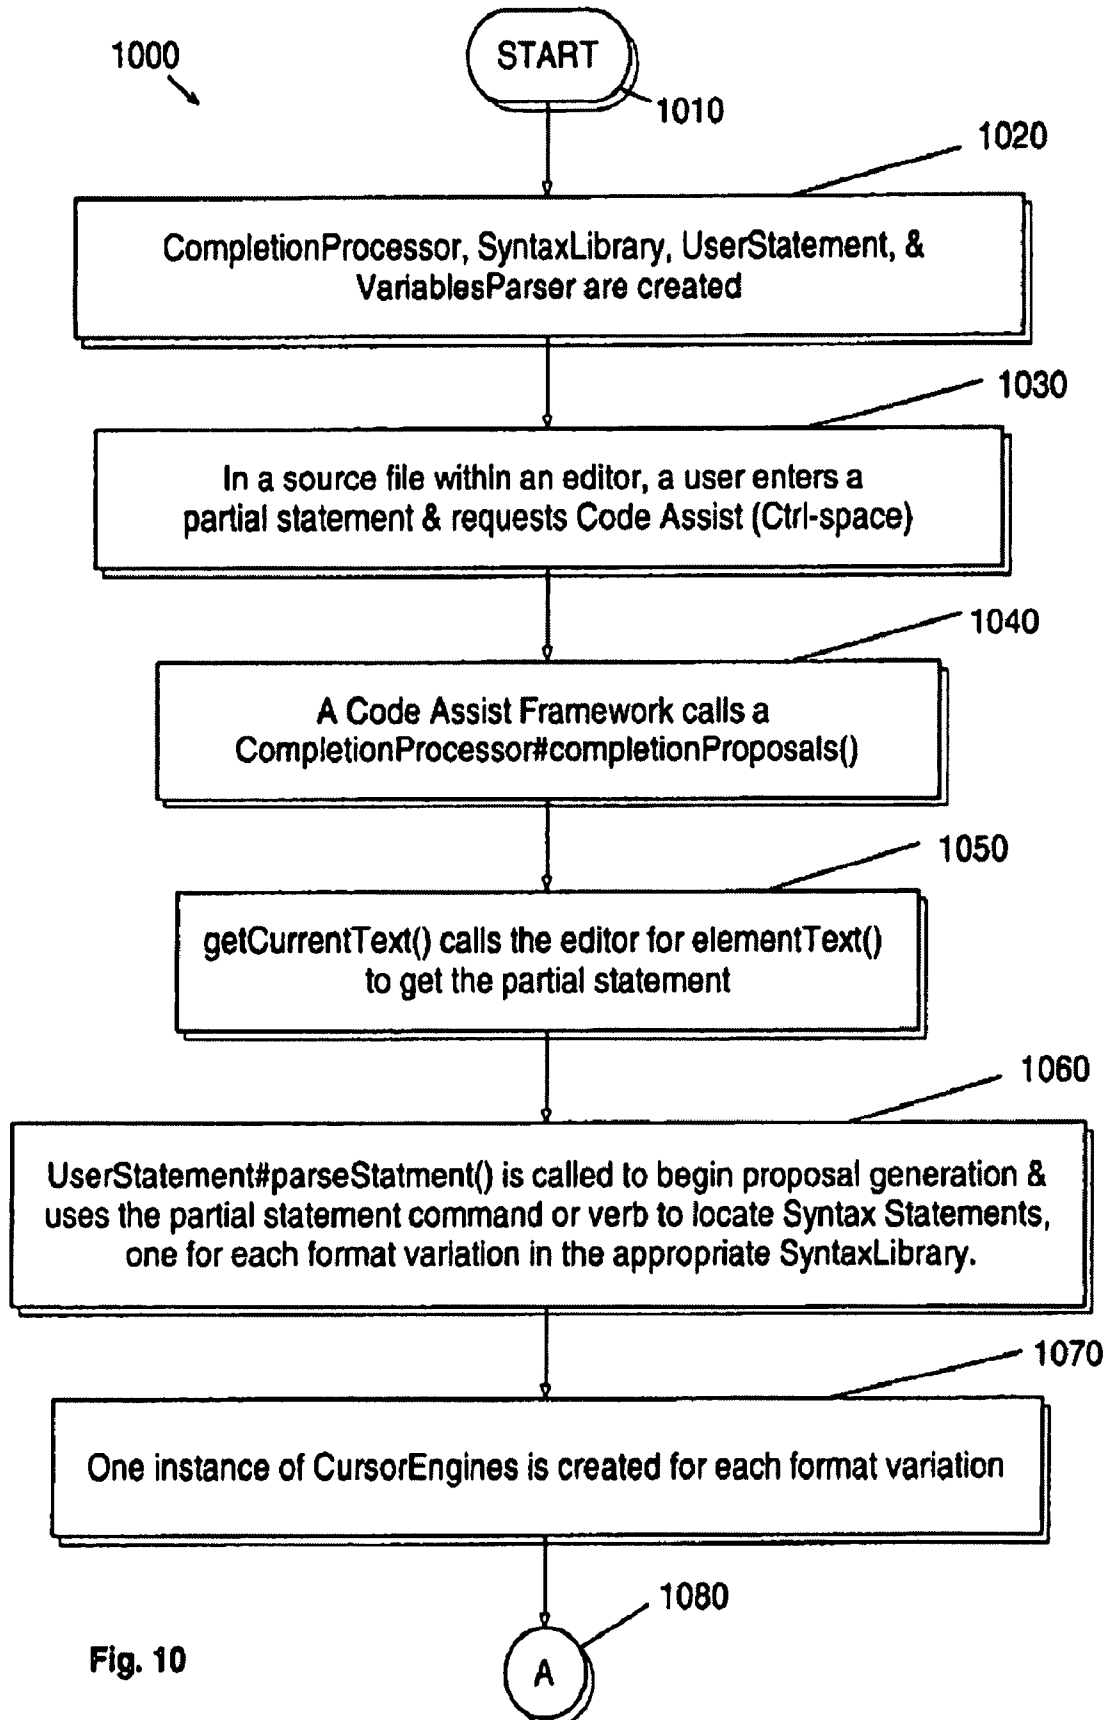 1000
START
1010
1020
CompletionProcessor, SyntaxLibrary, UserStatement, &
VariablesParser are created
1030
In a source file within an editor, a user enters a
partial statement & requests Code Assist (Ctrl-space)
1040
A Code Assist Framework calls a
CompletionProcessor#completionProposals()
1050
getCurrentText() calls the editor for elementText()
to get the partial statement
1060
UserStatement#parseStatment() is called to begin proposal generation &
uses the partial statement command or verb to locate Syntax Statements,
one for each format variation in the appropriate SyntaxLibrary.
1070
One instance of CursorEngines is created for each format variation
1080
A
Fig. 10